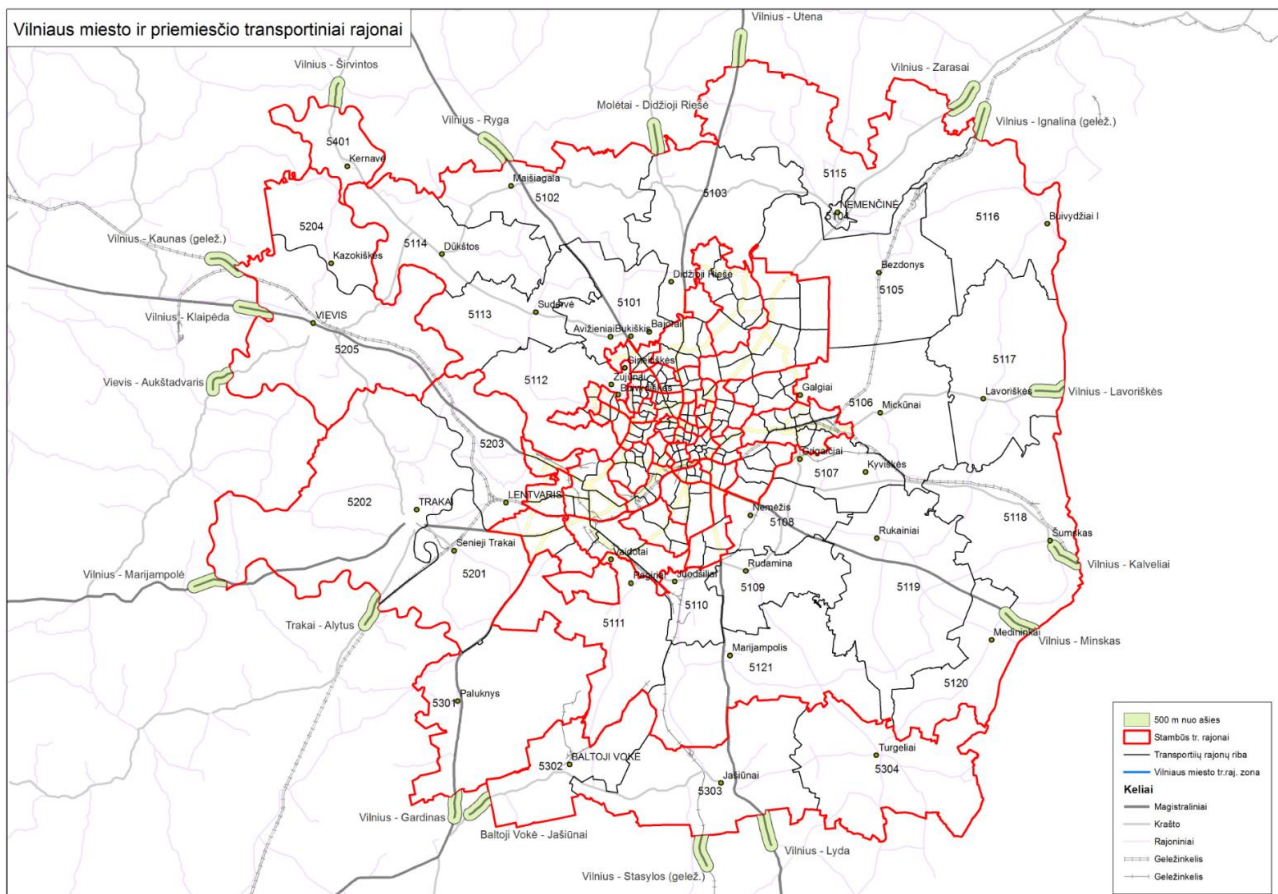 Vilniaus miesto ir priemiesčio transportiniai rajonai
Vilnius - Utena
Vilnius - Širvintos
Vilnius - Zarasai
Molėtai - Didžioji Riešė
Vilnius - Ryga
Vilnius - Ignalina (gelež.)
5401
Kernavė
Maišiagala
5102
5103
5115
NEMENČINĖ
5104
5116
Buivydžiai I
5204
Vilnius - Kaunas (gelež.)
5114
Dūkštos
Kazokiškės
Bezdonys
5105
Didžioji Riešė
Vilnius - Klaipėda
VIEVIS
5113
Sudervė
5101
Avižieniai
Bukiškis
Bajorai
5205
5117
Vievis - Aukštadvaris
5112
Zujūnai
Galgiai
Lavoriškės
Vilnius - Lavoriškės
5106
Mickūnai
5203
Grigaičiai
5107
Kyviškės
5202
TRAKAI
LENTVARIS
Nemėžis
5108
5118
Rukainiai
Šumskas
Senieji Trakai
Vaidotai
Vilnius - Kalveliai
Vilnius - Marijampolė
5201
Pagiriai
Juodšiliai
Rudamina
5109
5119
5110
Trakai - Alytus
5111
Medininkai
Vilnius - Minskas
Marijampolis
5121
5120
5301
Paluknys
Turgeliai
5304
BALTOJI VOKĖ
5302
Jašiūnai
5303
Vilnius - Gardinas
Baltoji Vokė - Jašiūnai
Vilnius - Lyda
Vilnius - Stasylos (gelež.)
500 m nuo ašies
Stambūs tr. rajonai
Transportiių rajonų riba
Vilniaus miesto tr.raj. zona
Keliai
Magistraliniai
Krašto
Rajoniniai
Geležinkelis
Geležinkelis